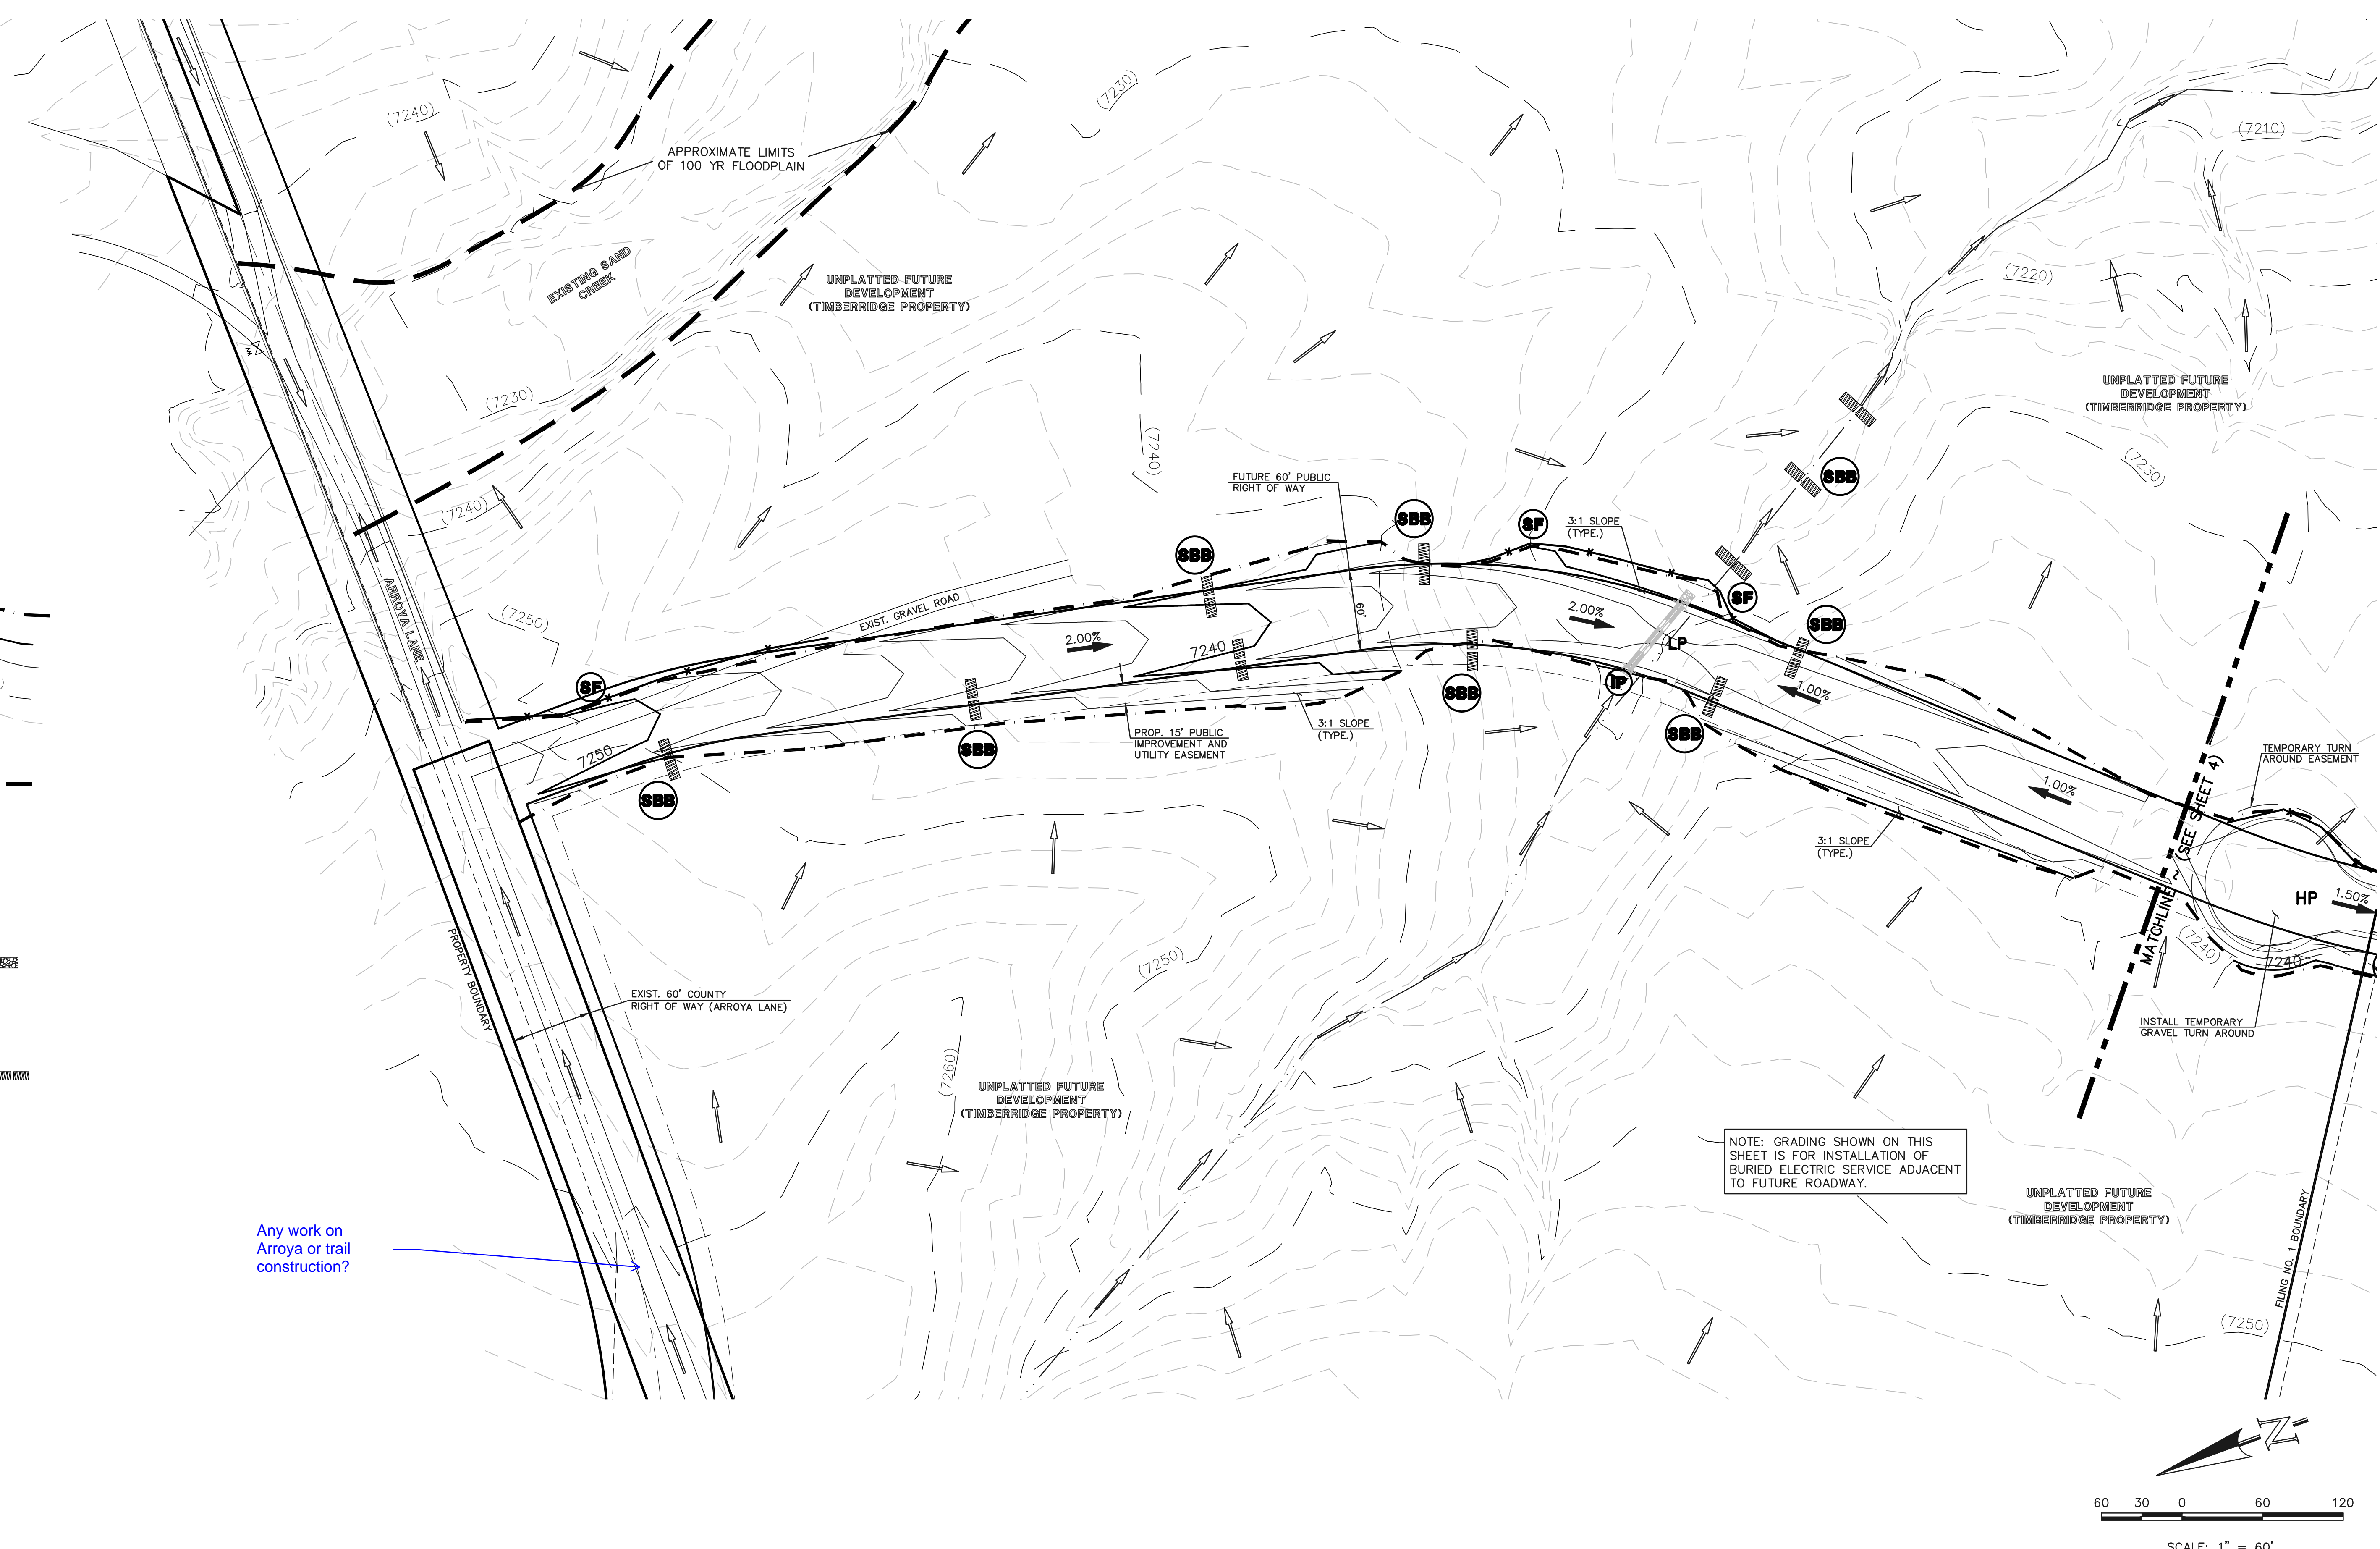 (7240)
APPROXIMATE LIMITS
OF 100 YR FLOODPLAIN
(7230)
(7210)
EXISTING SAND
CREEK
UNPLATTED FUTURE
DEVELOPMENT
(TIMBERRIDGE PROPERTY)
(7220)
(7230)
UNPLATTED FUTURE
DEVELOPMENT
(TIMBERRIDGE PROPERTY)
(7240)
(7240)
(7230)
FUTURE 60' PUBLIC
RIGHT OF WAY
SBB
SBB
SBB
SF
3:1 SLOPE
(TYPE.)
ARROYA LANE
(7250)
EXIST. GRAVEL ROAD
60'
2.00%
2.00%
SF
SBB
7240
LP
SF
IP
1.00%
SBB
SBB
7250
SBB
SBB
PROP. 15' PUBLIC
IMPROVEMENT AND
UTILITY EASEMENT
3:1 SLOPE
(TYPE.)
1.00%
TEMPORARY TURN
AROUND EASEMENT
3:1 SLOPE
(TYPE.)
MATCHLINE ~ (SEE SHEET 4)
HP
1.50%
(7240)
7240
PROPERTY BOUNDARY
(7250)
EXIST. 60' COUNTY
RIGHT OF WAY (ARROYA LANE)
INSTALL TEMPORARY
GRAVEL TURN AROUND
(7260)
UNPLATTED FUTURE
DEVELOPMENT
(TIMBERRIDGE PROPERTY)
NOTE: GRADING SHOWN ON THIS
SHEET IS FOR INSTALLATION OF
BURIED ELECTRIC SERVICE ADJACENT
TO FUTURE ROADWAY.
UNPLATTED FUTURE
DEVELOPMENT
(TIMBERRIDGE PROPERTY)
FILING NO. 1 BOUNDARY
(7250)
Any work on
Arroya or trail
construction?
N
60 30 0 60 120
SCALE: 1" = 60'